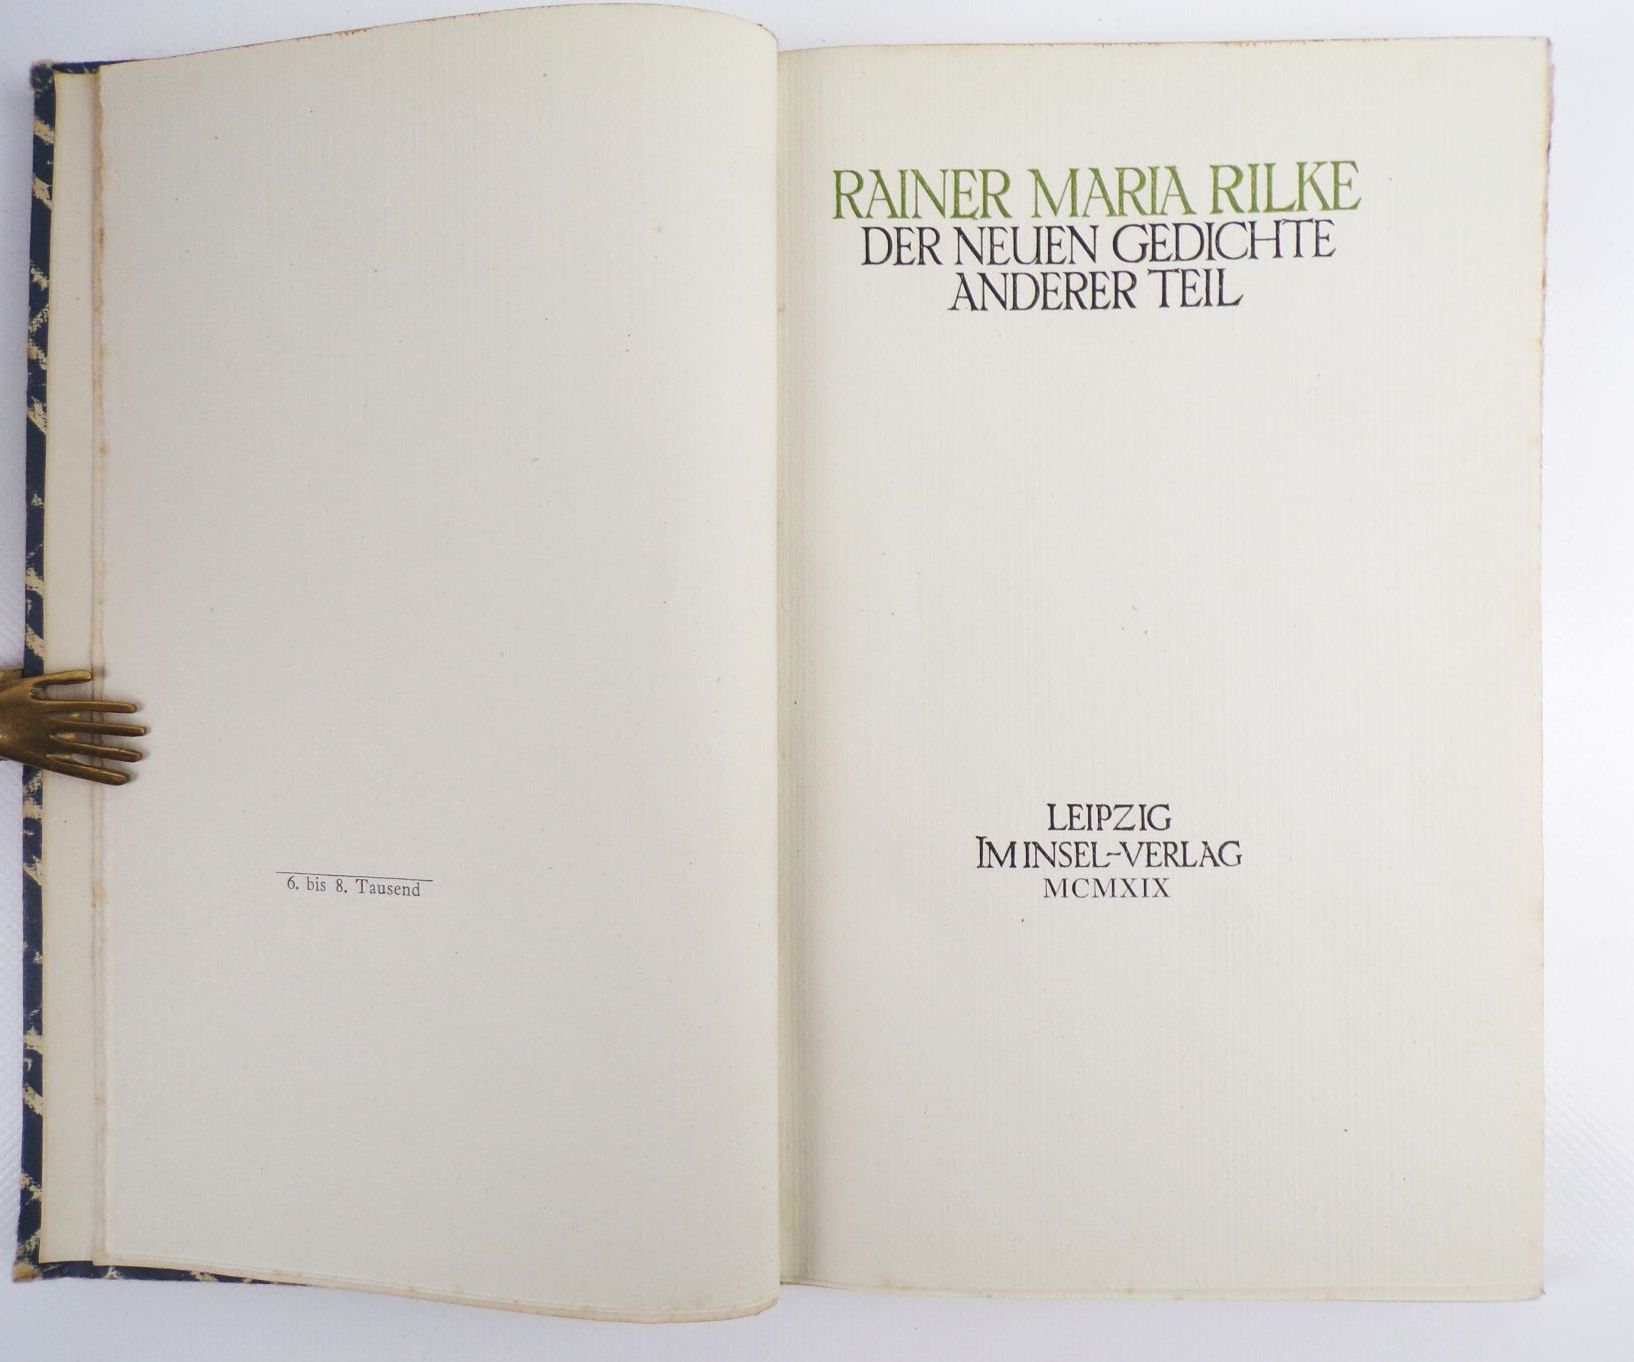 6. bis 8. Tausend
RAINER MARIA RILKE
DER NEUEN GEDICHTE
ANDERER TEIL
LEIPZIG
IM INSEL-VERLAG
MCMXIX